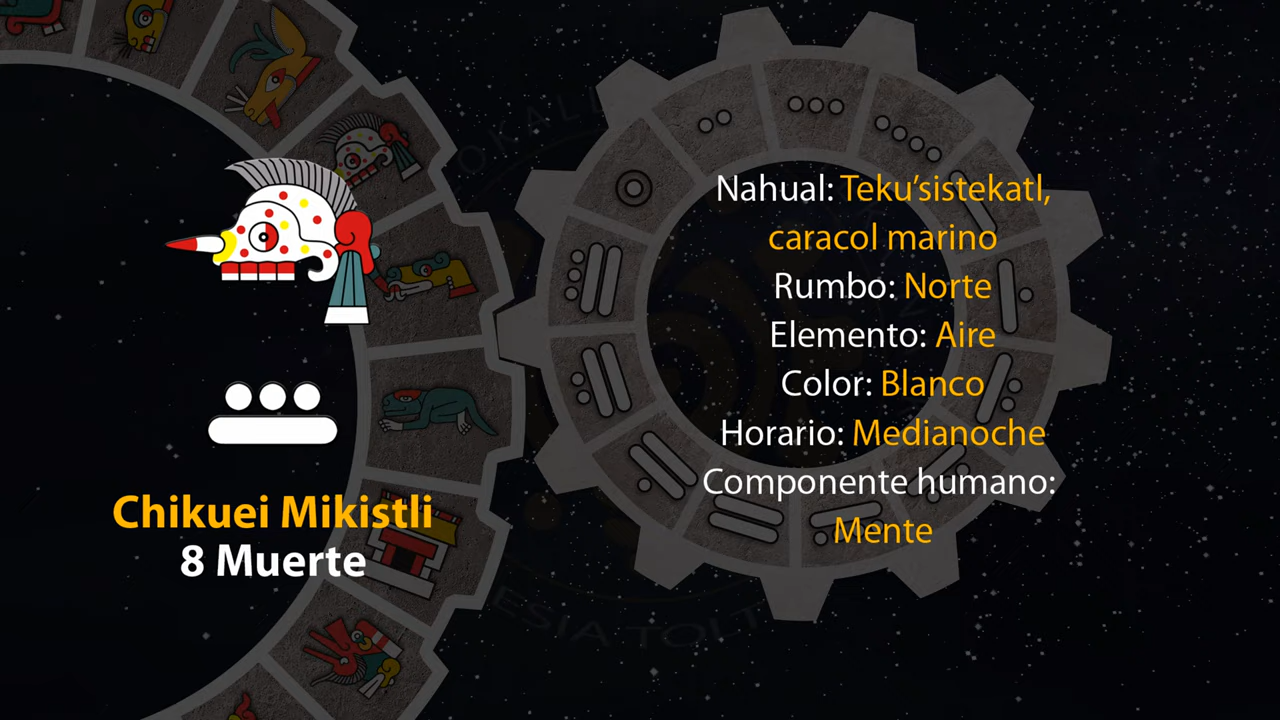 Chikuei Mikistli
8 Muerte
Nahual: Teku’sistekatl,
caracol marino
Rumbo: Norte
Elemento: Aire
Color: Blanco
Horario: Medianoche
Componente humano:
Mente